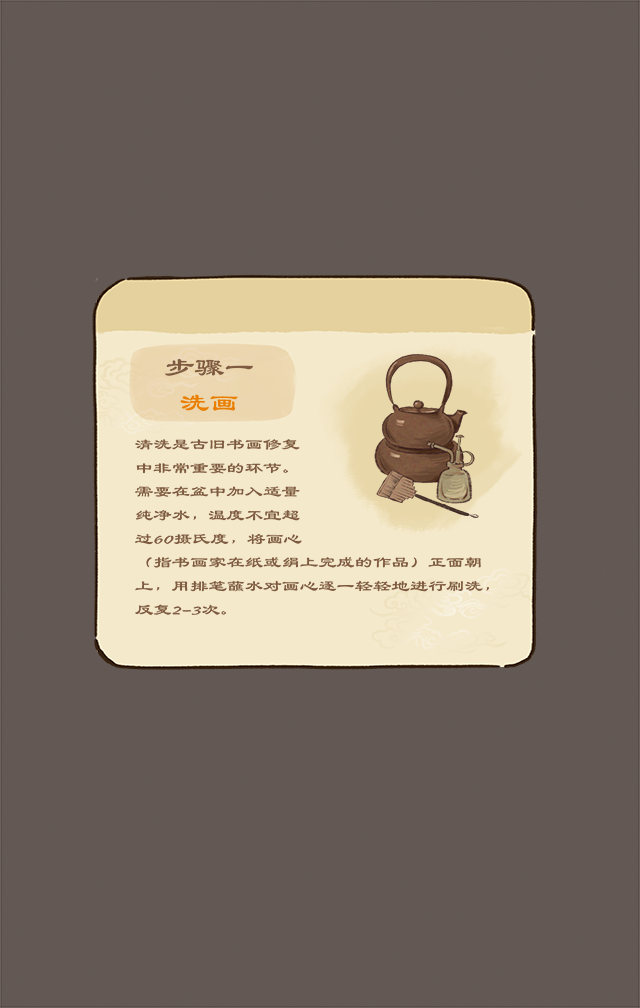 步骤一
洗画
清洗是古旧书画修复
中非常重要的环节。
需要在盆中加入适量
纯净水，温度不宜超
过60摄氏度，将画心
（指书画家在纸或绢上完成的作品）正面朝
上，用排笔蘸水对画心逐一轻轻地进行刷洗，
反复2-3次。